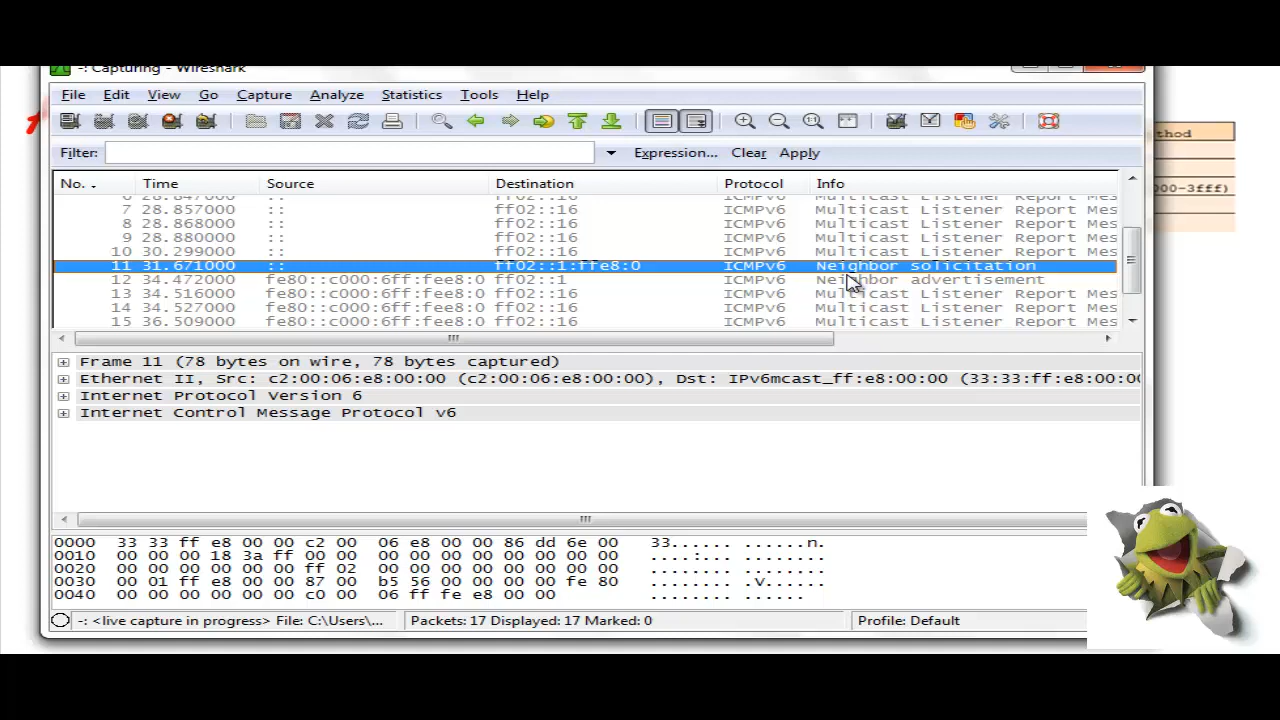 -: Capturing - Wireshark
File Edit View Go Capture Analyze Statistics Tools Help
thod
Filter: Expression... Clear Apply
No. Time Source Destination Protocol Info
000-3fff)
6 28.847000 :: ff02::16 ICMPv6 Multicast Listener Report Mes
7 28.857000 :: ff02::16 ICMPv6 Multicast Listener Report Mes
8 28.868000 :: ff02::16 ICMPv6 Multicast Listener Report Mes
9 28.880000 :: ff02::16 ICMPv6 Multicast Listener Report Mes
10 30.299000 :: ff02::16 ICMPv6 Multicast Listener Report Mes
11 31.671000 :: ff02::1:ffe8:0 ICMPv6 Neighbor solicitation
12 34.472000 fe80::c000:6ff:fee8:0 ff02::1 ICMPv6 Neighbor advertisement
13 34.516000 fe80::c000:6ff:fee8:0 ff02::16 ICMPv6 Multicast Listener Report Mes
14 34.527000 fe80::c000:6ff:fee8:0 ff02::16 ICMPv6 Multicast Listener Report Mes
15 36.509000 fe80::c000:6ff:fee8:0 ff02::16 ICMPv6 Multicast Listener Report Mes
Frame 11 (78 bytes on wire, 78 bytes captured)
Ethernet II, Src: c2:00:06:e8:00:00 (c2:00:06:e8:00:00), Dst: IPv6mcast_ff:e8:00:00 (33:33:ff:e8:00:00
Internet Protocol Version 6
Internet Control Message Protocol v6
0000 33 33 ff e8 00 00 c2 00 06 e8 00 00 86 dd 6e 00 33...... ......n.
0010 00 00 00 18 3a ff 00 00 00 00 00 00 00 00 00 00 ....:... ........
0020 00 00 00 00 00 00 ff 02 00 00 00 00 00 00 00 00 ........ ........
0030 00 01 ff e8 00 00 87 00 b5 56 00 00 00 00 fe 80 ........ .V......
0040 00 00 00 00 00 00 c0 00 06 ff fe e8 00 00 ........ ......
-: <live capture in progress> File: C:\Users\... Packets: 17 Displayed: 17 Marked: 0 Profile: Default